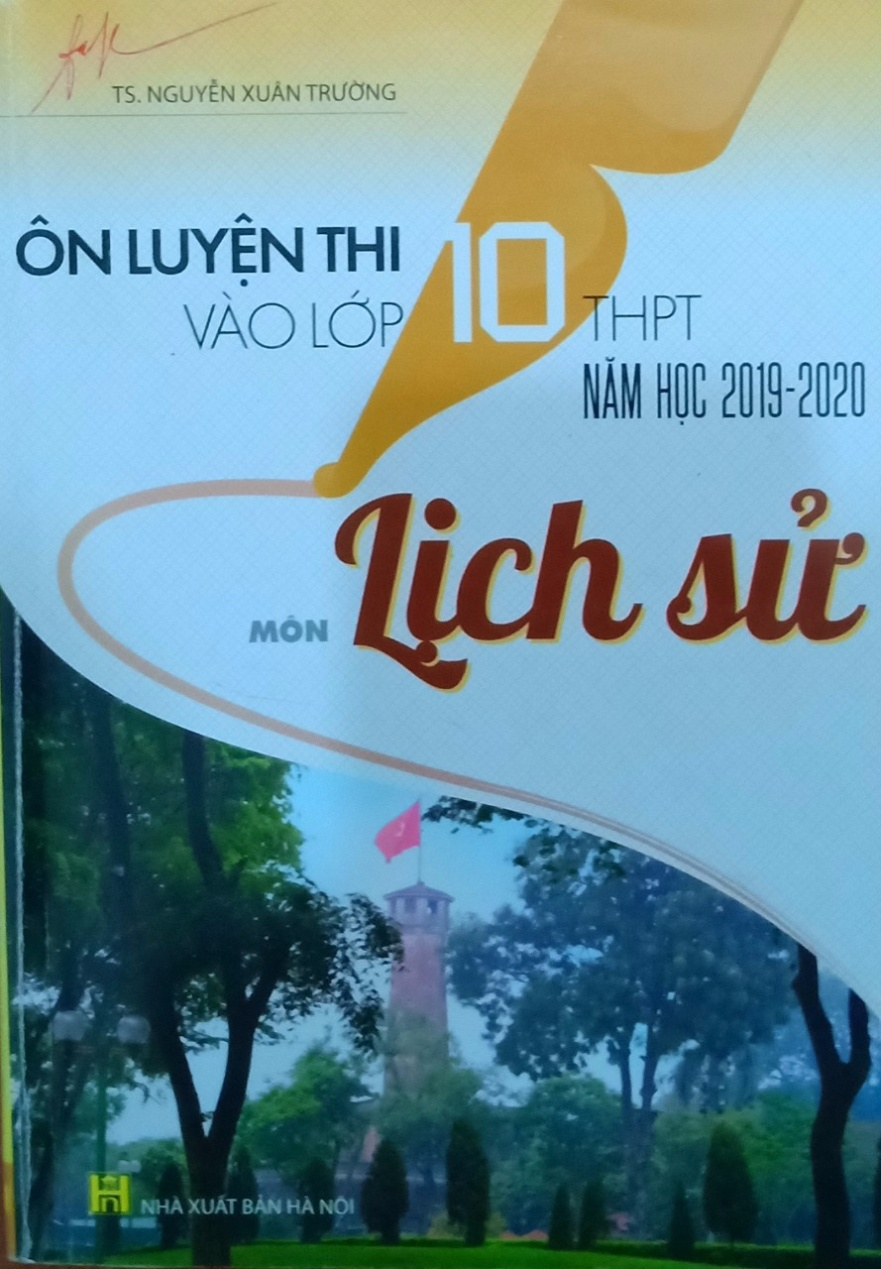 TS. NGUYỄN XUÂN TRƯỜNG
ÔN LUYỆN THI
VÀO LỚP 10 THPT
NĂM HỌC 2019-2020
MÔN Lịch sử
NHÀ XUẤT BẢN HÀ NỘI